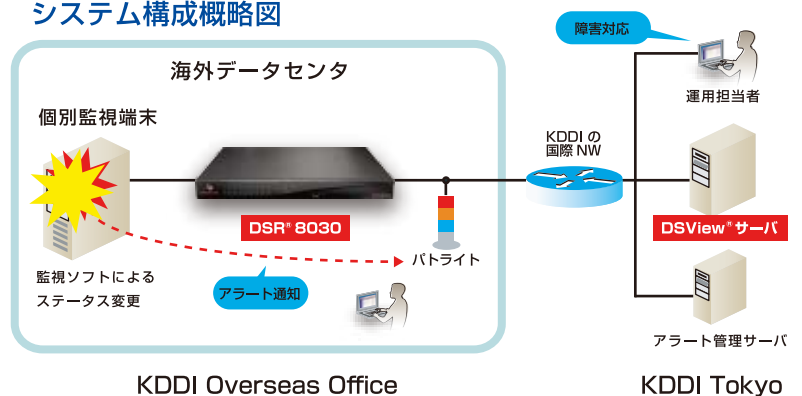 システム構成概略図
海外データセンタ
個別監視端末
DSR® 8030
監視ソフトによる
ステータス変更
アラート通知
パトライト
KDDI Overseas Office
KDDI の
国際 NW
障害対応
運用担当者
DSView®サーバ
アラート管理サーバ
KDDI Tokyo